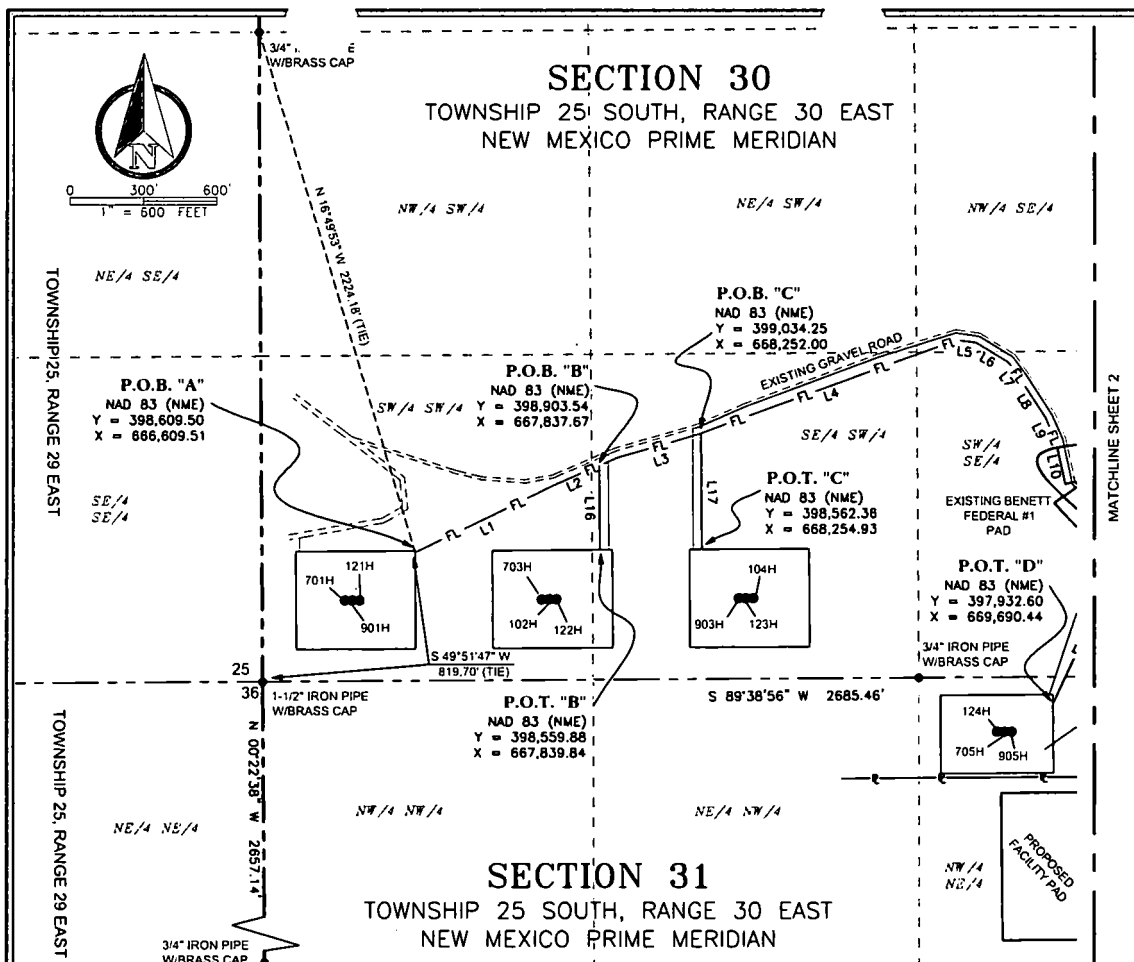 3/4" I
E
W/BRASS CAP
SECTION 30
TOWNSHIP 25 SOUTH, RANGE 30 EAST
NEW MEXICO PRIME MERIDIAN
N
0 300' 600'
1" = 600 FEET
N 16°49'53" W 2224.18' (TIE)
NW/4 SW/4
NE/4 SW/4
NW/4 SE/4
NE/4 SE/4
TOWNSHIP 25, RANGE 29 EAST
P.O.B. "C"
NAD 83 (NME)
Y = 399,034.25
X = 668,252.00
EXISTING GRAVEL ROAD
P.O.B. "A"
NAD 83 (NME)
Y = 398,609.50
X = 666,609.51
P.O.B. "B"
NAD 83 (NME)
Y = 398,903.54
X = 667,837.67
SW/4 SW/4
SE/4 SW/4
SW/4
SE/4
FL L1 FL L2 FL
L3 FL FL L4 FL FL
L5 L6 FL L7 L8 FL L9 L10
L16
L17
MATCHLINE SHEET 2
SE/4
SE/4
P.O.T. "C"
NAD 83 (NME)
Y = 398,562.38
X = 668,254.93
EXISTING BENETT
FEDERAL #1
PAD
P.O.T. "D"
NAD 83 (NME)
Y = 397,932.60
X = 669,690.44
701H 121H
901H
703H
102H 122H
104H
903H 123H
3/4" IRON PIPE
W/BRASS CAP
S 49°51'47" W
819.70' (TIE)
25
36
1-1/2" IRON PIPE
W/BRASS CAP
S 89°38'56" W 2685.46'
P.O.T. "B"
NAD 83 (NME)
Y = 398,559.88
X = 667,839.84
124H
705H 905H
N 00°22'38" W 2657.14'
TOWNSHIP 25, RANGE 29 EAST
NE/4 NE/4
NW/4 NW/4
NE/4 NW/4
NW/4
NE/4
PROPOSED
FACILITY PAD
SECTION 31
TOWNSHIP 25 SOUTH, RANGE 30 EAST
NEW MEXICO PRIME MERIDIAN
3/4" IRON PIPE
W/BRASS CAP